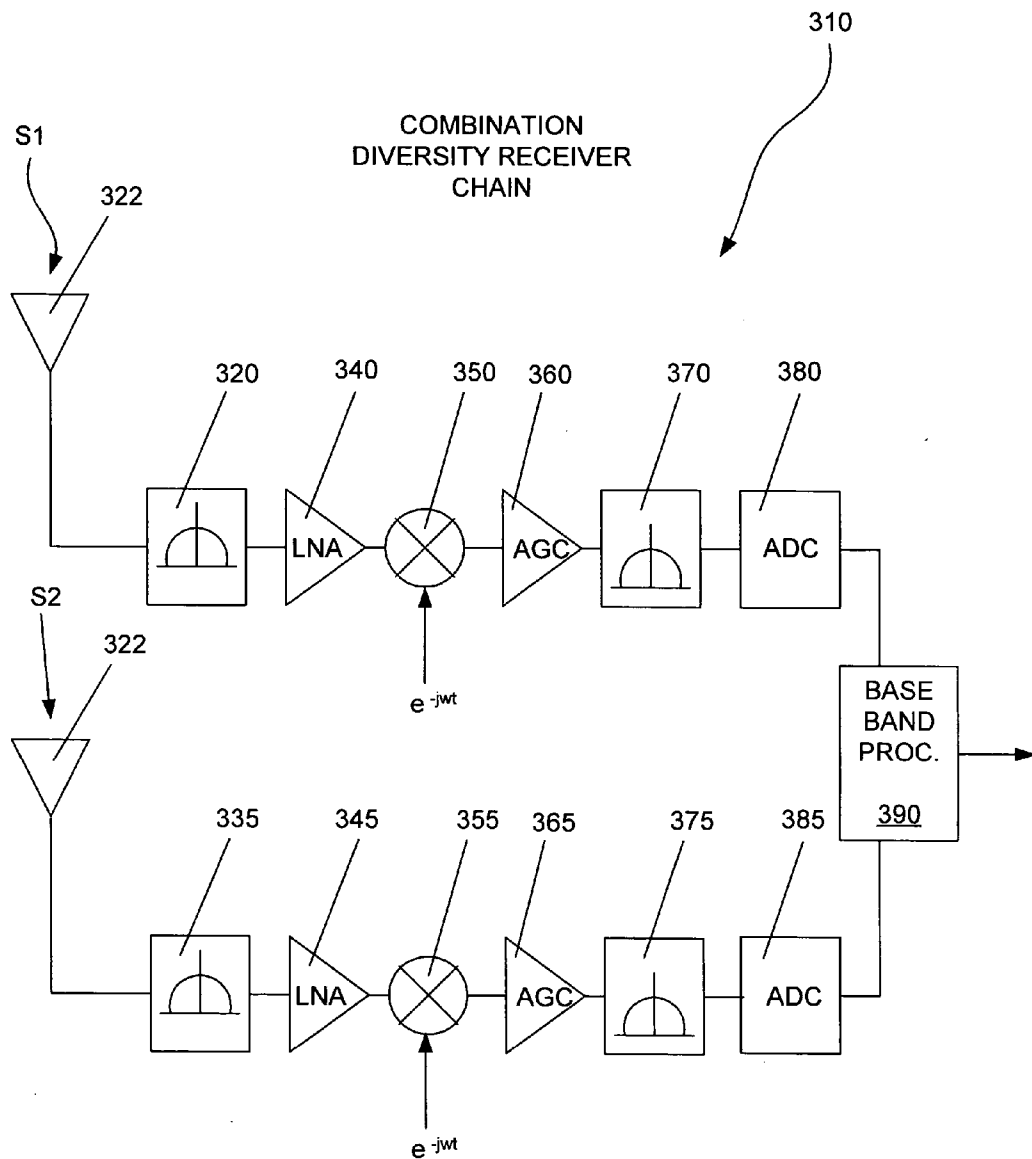 310
COMBINATION
DIVERSITY RECEIVER
CHAIN
S1
322
320 340 350 360 370 380
LNA AGC ADC
e -jwt
S2
322
BASE
BAND
PROC.
390
335 345 355 365 375 385
LNA AGC ADC
e -jwt